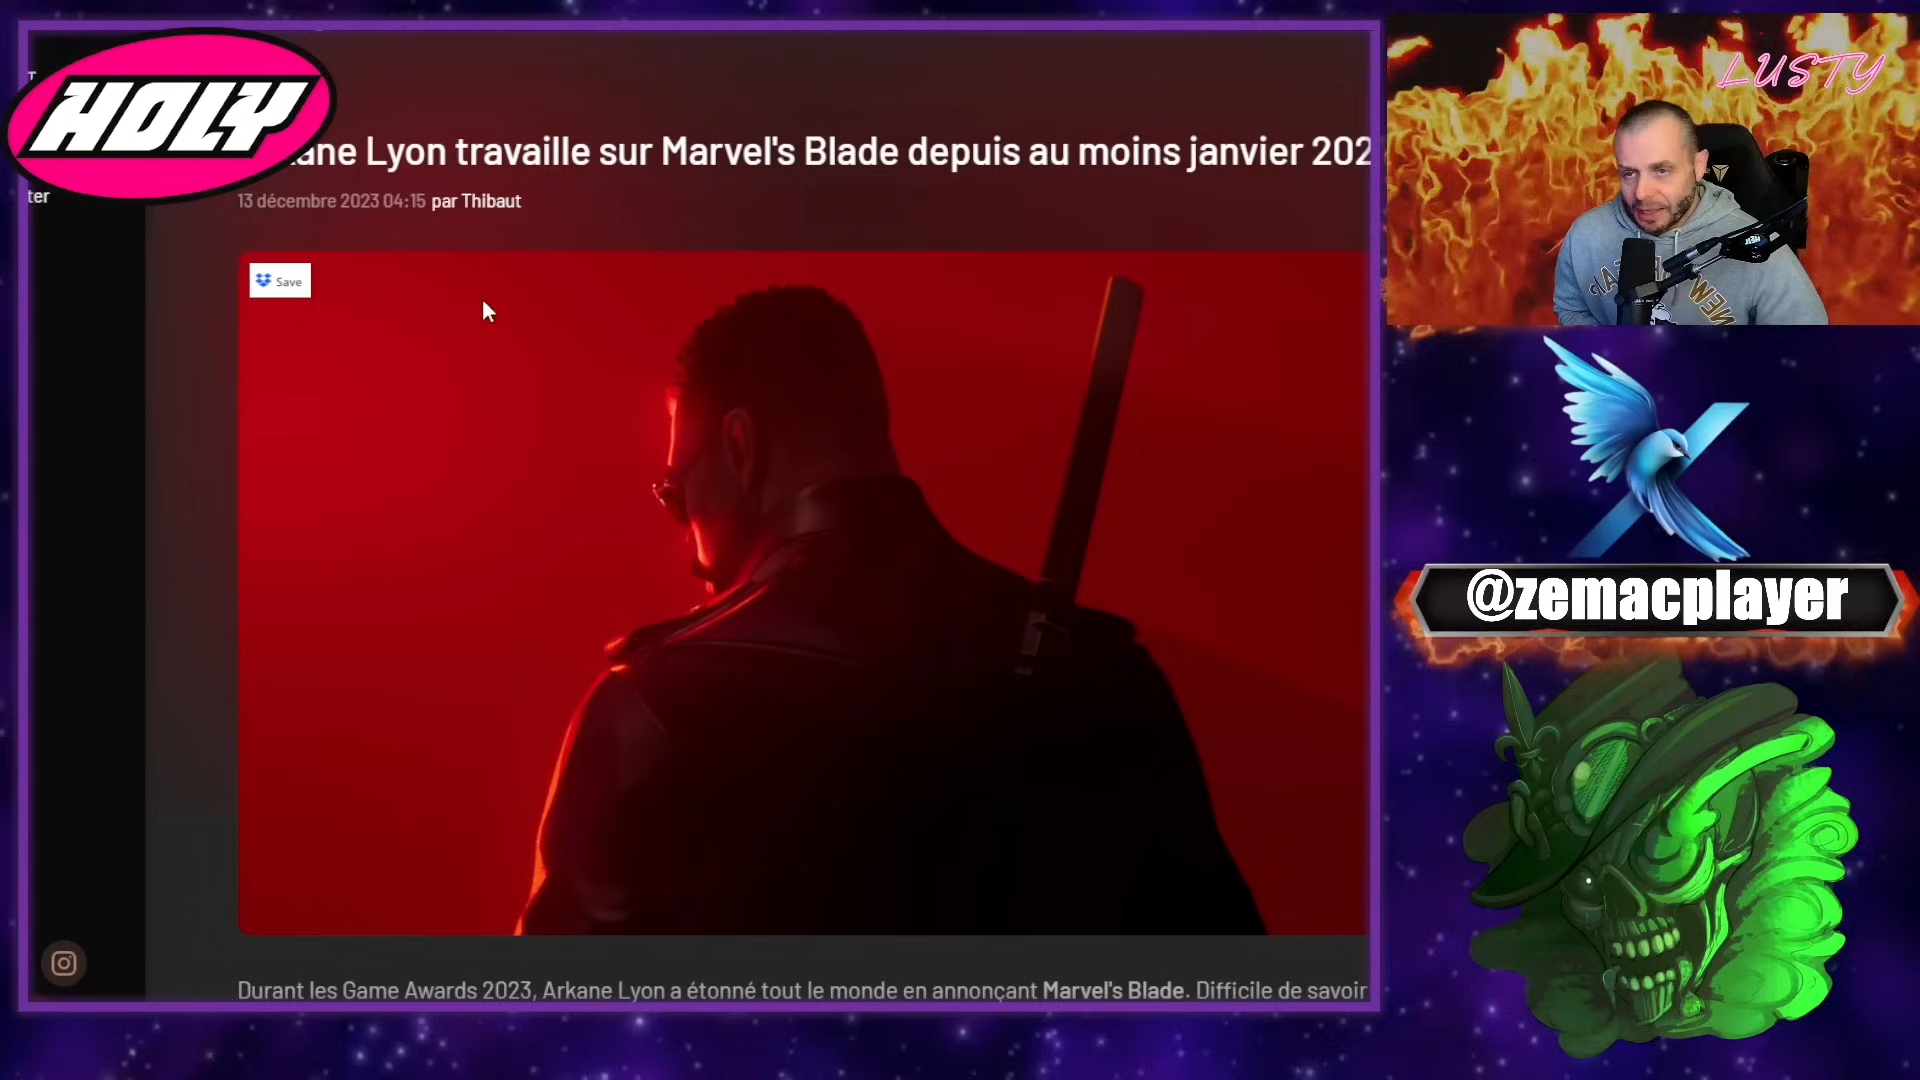 HOLY
kane Lyon travaille sur Marvel's Blade depuis au moins janvier 202
13 décembre 2023 04:15 par Thibaut
ter
Save
Durant les Game Awards 2023, Arkane Lyon a étonné tout le monde en annonçant Marvel's Blade. Difficile de savoir
LUSTY
@zemacplayer